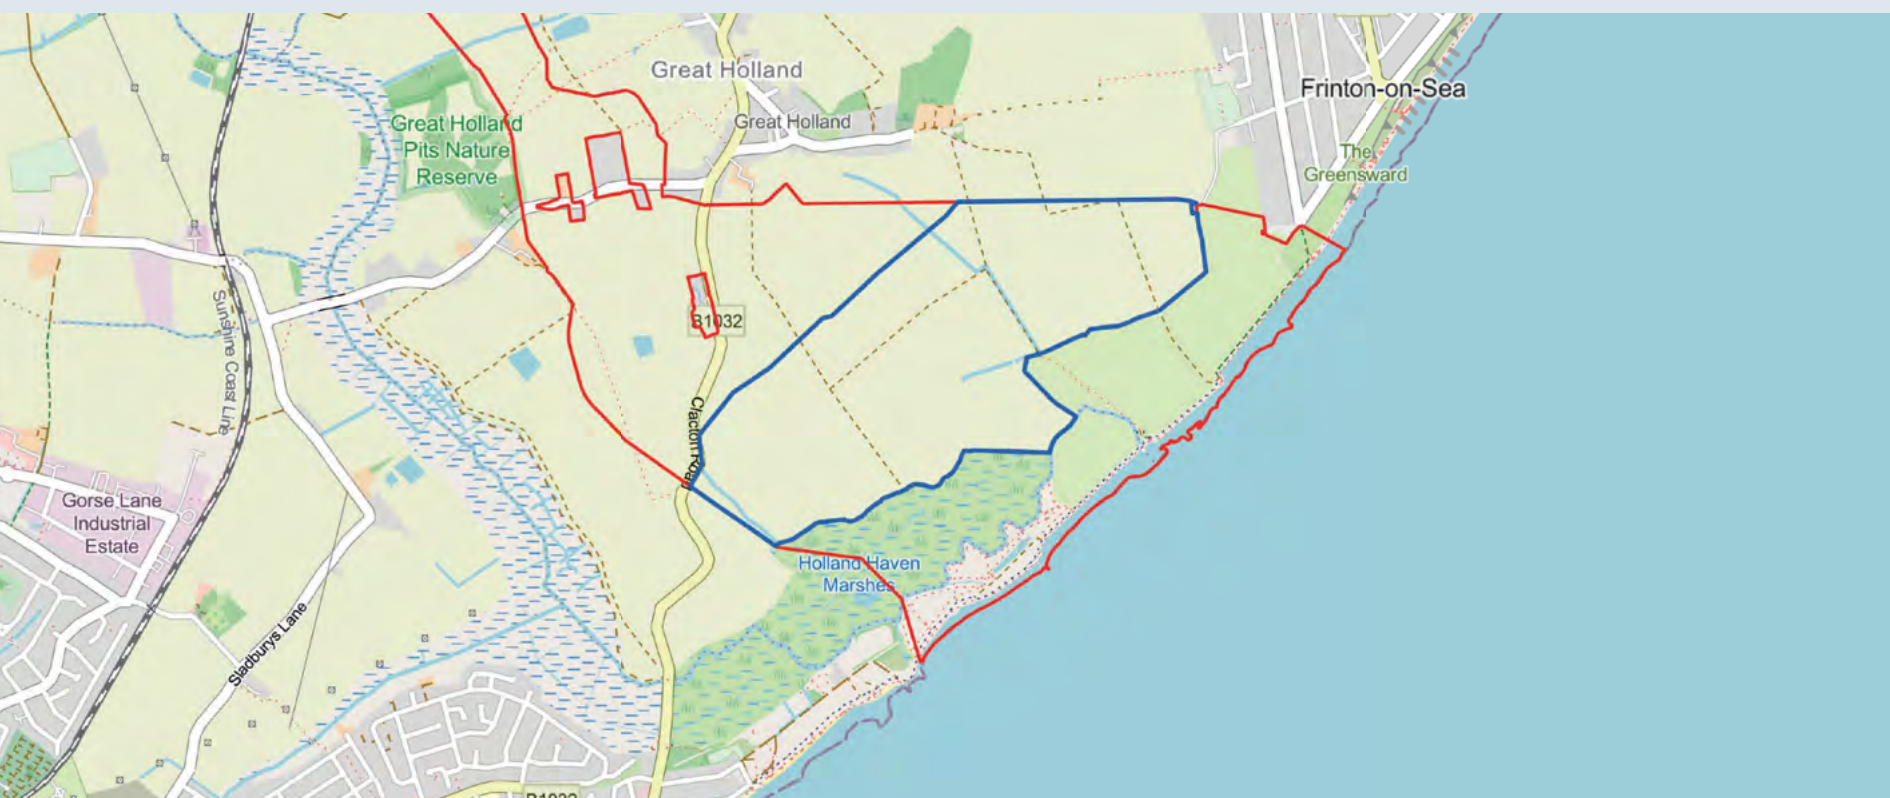 Great Holland
Frinton-on-Sea
Great Holland
Great Holland
Pits Nature
Reserve
The
Greensward
B1032
Sunshine Coast Line
Clacton Road
Gorse Lane
Industrial
Estate
Holland Haven
Marshes
Sladburys Lane
B1032